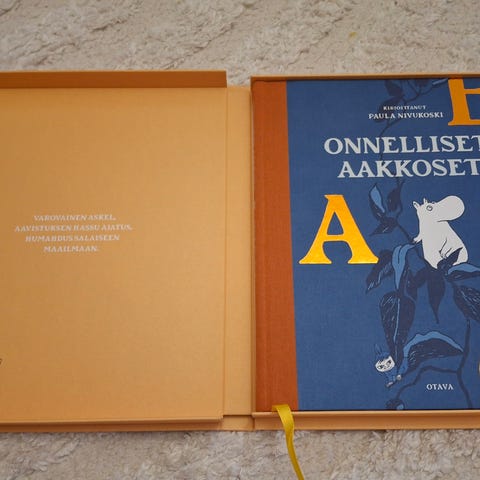 VAROVAINEN ASKEL,
AAVISTUKSEN HASSU AJATUS,
HUMAHDUS SALAISEEN
MAAILMAAN.
KIRJOITTANUT
PAULA NIVUKOSKI
ONNELLISET
AAKKOSET
A
OTAVA